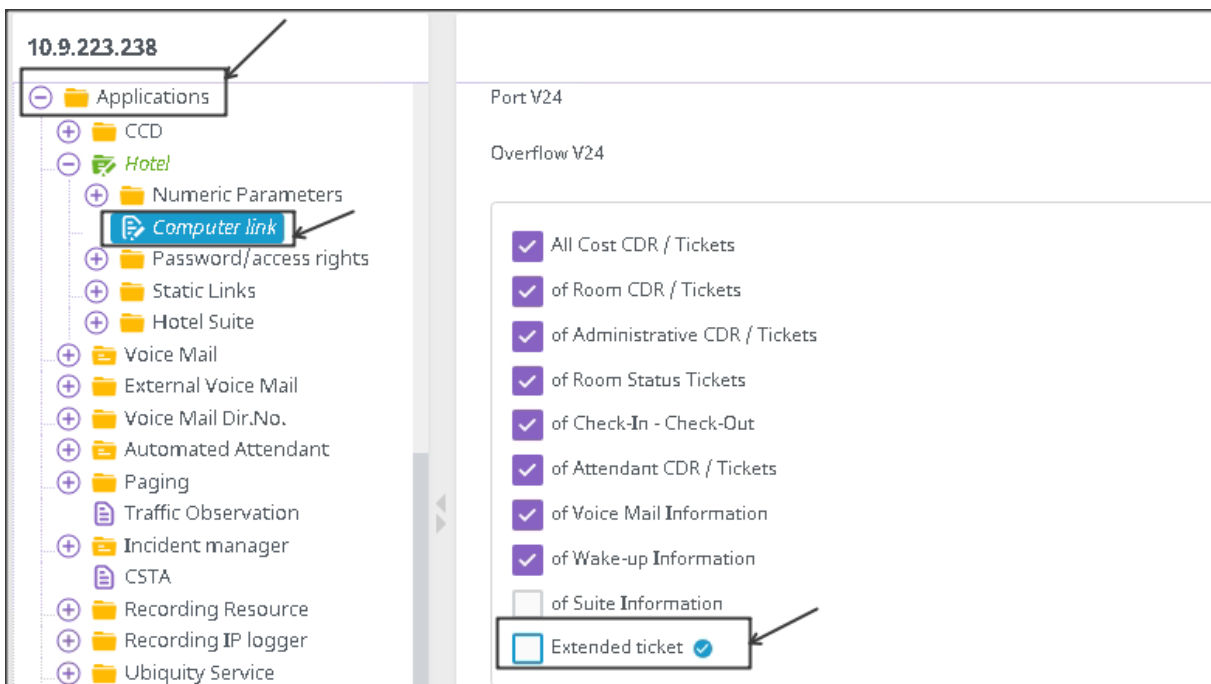 10.9.223.238
Applications
CCD
Hotel
Numeric Parameters
Computer link
Password/access rights
Static Links
Hotel Suite
Voice Mail
External Voice Mail
Voice Mail Dir.No.
Automated Attendant
Paging
Traffic Observation
Incident manager
CSTA
Recording Resource
Recording IP logger
Ubiquity Service
Port V24
Overflow V24
All Cost CDR / Tickets
of Room CDR / Tickets
of Administrative CDR / Tickets
of Room Status Tickets
of Check-In - Check-Out
of Attendant CDR / Tickets
of Voice Mail Information
of Wake-up Information
of Suite Information
Extended ticket